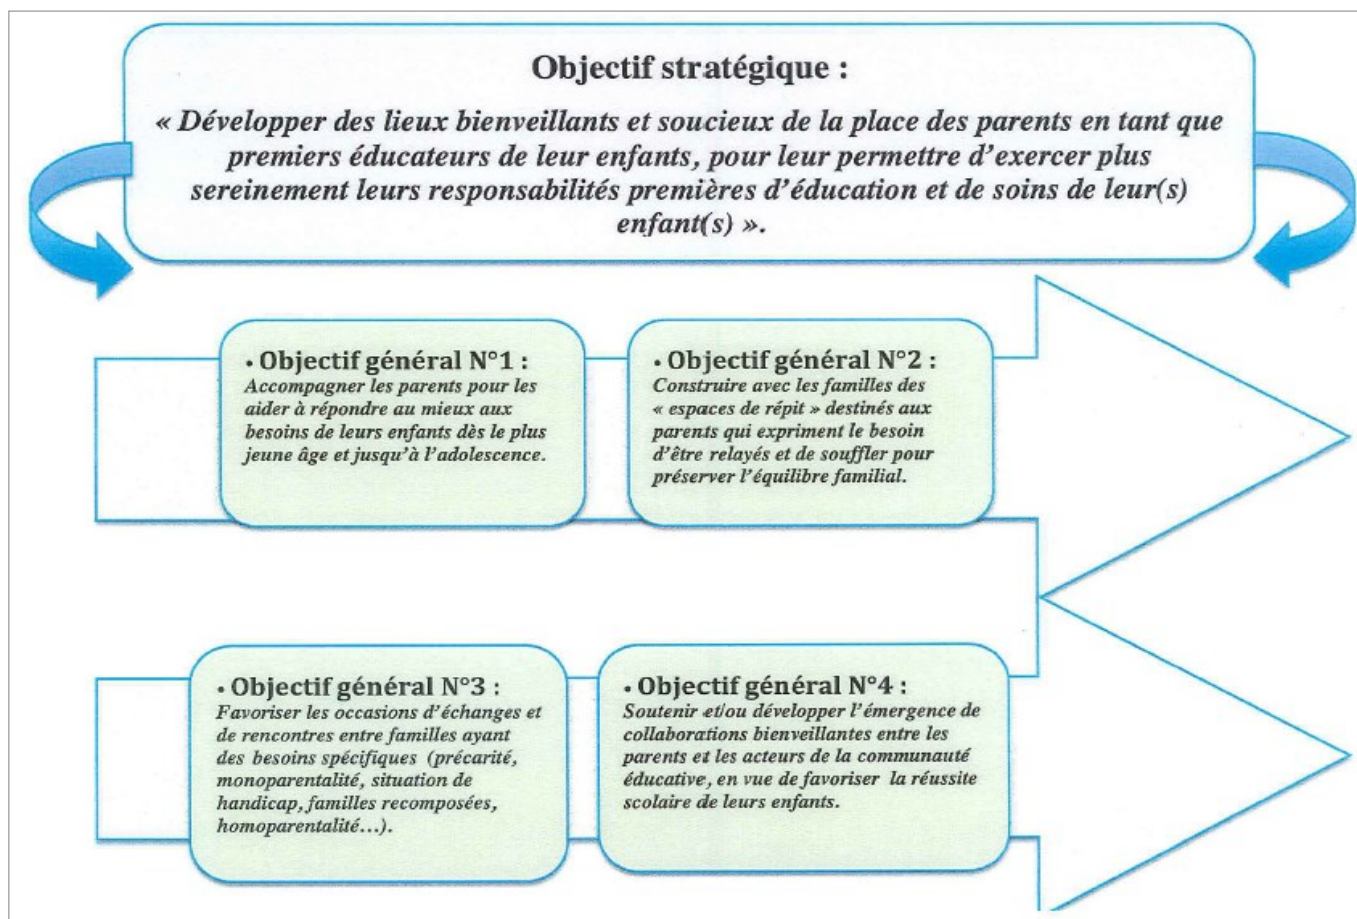 Objectif stratégique :
« Développer des lieux bienveillants et soucieux de la place des parents en tant que
premiers éducateurs de leur enfants, pour leur permettre d'exercer plus
sereinement leurs responsabilités premières d'éducation et de soins de leur(s)
enfant(s) ».
• Objectif général N°1 :
Accompagner les parents pour les
aider à répondre au mieux aux
besoins de leurs enfants dès le plus
jeune âge et jusqu'à l'adolescence.
• Objectif général N°2 :
Construire avec les familles des
« espaces de répit » destinés aux
parents qui expriment le besoin
d'être relayés et de souffler pour
préserver l'équilibre familial.
• Objectif général N°3 :
Favoriser les occasions d'échanges et
de rencontres entre familles ayant
des besoins spécifiques (précarité,
monoparentalité, situation de
handicap, familles recomposées,
homoparentalité...).
• Objectif général N°4 :
Soutenir et/ou développer l'émergence de
collaborations bienveillantes entre les
parents et les acteurs de la communauté
éducative, en vue de favoriser la réussite
scolaire de leurs enfants.